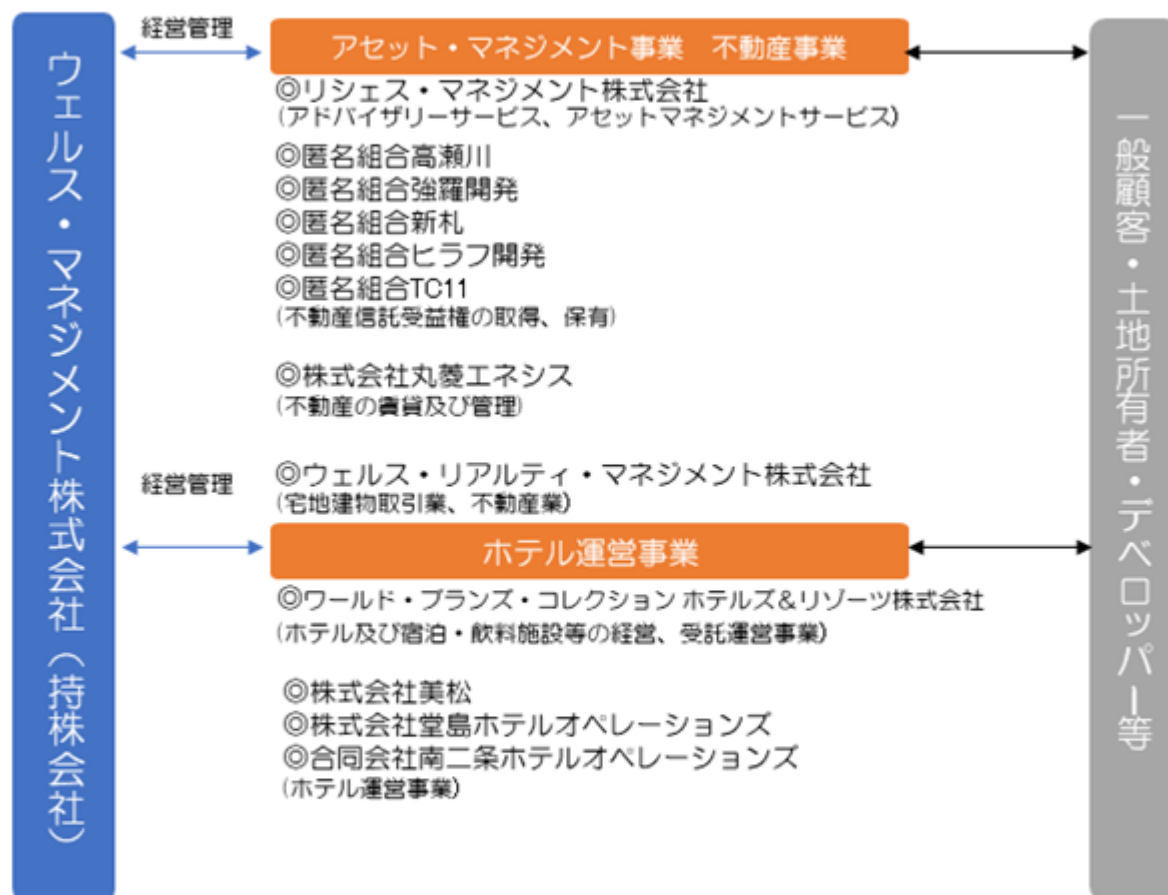 ウェルス・マネジメント株式会社（持株会社）
経営管理
アセット・マネジメント事業　不動産事業
◎リシェス・マネジメント株式会社
(アドバイザリーサービス、アセットマネジメントサービス)
◎匿名組合高瀬川
◎匿名組合強羅開発
◎匿名組合新札
◎匿名組合ヒラフ開発
◎匿名組合TC11
(不動産信託受益権の取得、保有)
◎株式会社丸菱エネシス
(不動産の賃貸及び管理)
経営管理
◎ウェルス・リアルティ・マネジメント株式会社
(宅地建物取引業、不動産業)
ホテル運営事業
◎ワールド・ブランズ・コレクション ホテルズ&リゾーツ株式会社
(ホテル及び宿泊・飲料施設等の経営、受託運営事業)
◎株式会社美松
◎株式会社堂島ホテルオペレーションズ
◎合同会社南二条ホテルオペレーションズ
(ホテル運営事業)
一般顧客・土地所有者・デベロッパー等